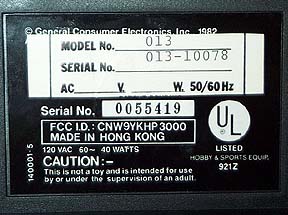 © General Consumer Electronics Inc. 1982
MODEL No. 013
SERIAL No. 013-10078
AC V. W. 50/60Hz
Serial No. 0055419
FCC I.D.: CNW9YKHP3000
MADE IN HONG KONG
120 VAC 60~ 40 WATTS
CAUTION:-
This is not a toy and is intended for use
by or under the supervision of an adult.
UL
LISTED
HOBBY & SPORTS EQUIP.
921Z
140001-5